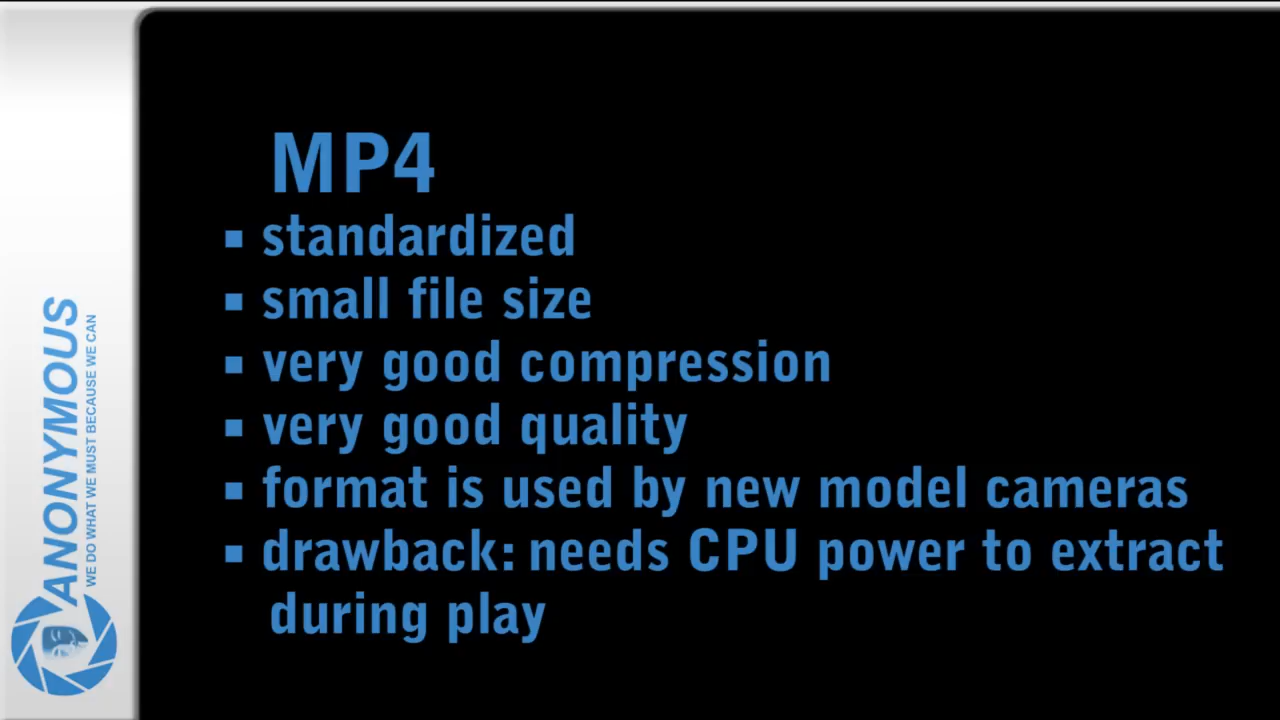 MP4
▪ standardized
▪ small file size
▪ very good compression
▪ very good quality
▪ format is used by new model cameras
▪ drawback: needs CPU power to extract
during play
ANONYMOUS
WE DO WHAT WE MUST BECAUSE WE CAN